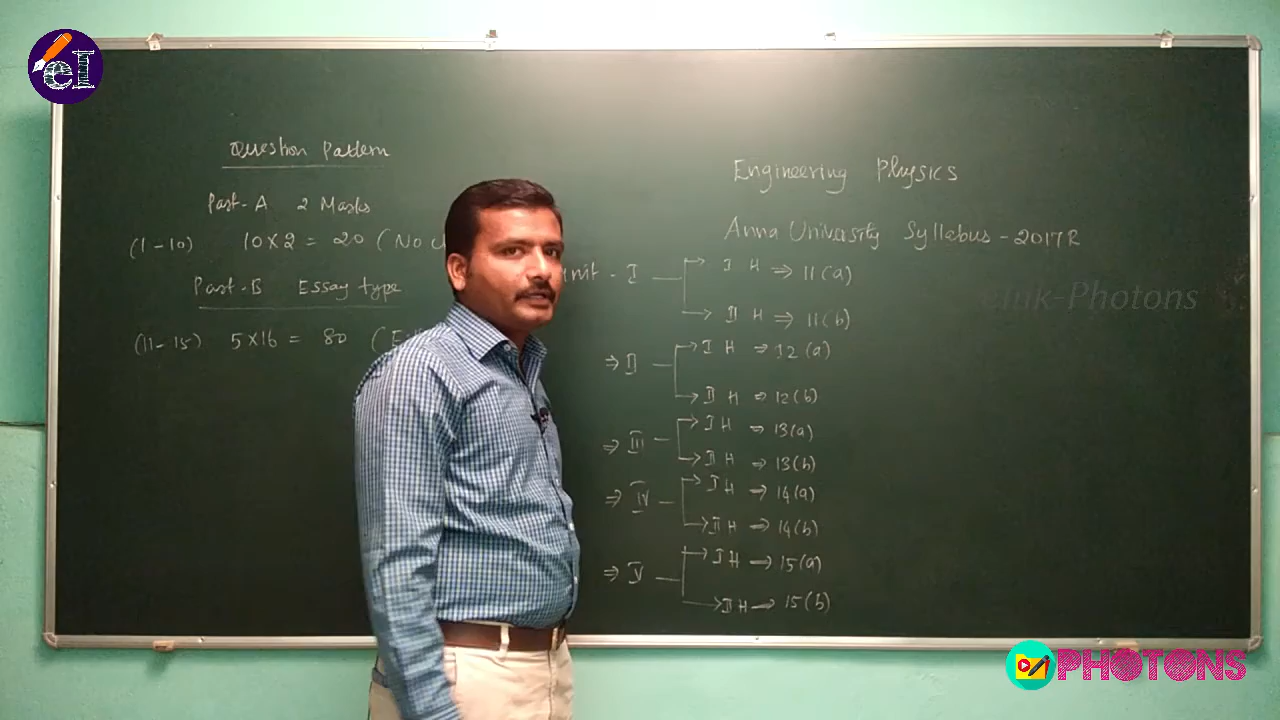 eI
Question Pattern
Part-A 2 Marks
(1-10) 10×2 = 20 (No
Part-B Essay type
(11-15) 5×16 = 80 (
Engineering Physics
Anna University Syllabus - 2017R
unit - I → I H ⇒ 11(a)
→ II H ⇒ 11(b)
⇒ II → I H ⇒ 12(a)
→ II H ⇒ 12(b)
⇒ III → I H ⇒ 13(a)
→ II H ⇒ 13(b)
⇒ IV → I H ⇒ 14(a)
→ II H ⇒ 14(b)
⇒ V → I H ⇒ 15(a)
→ II H ⇒ 15(b)
-Photons
PHOTONS